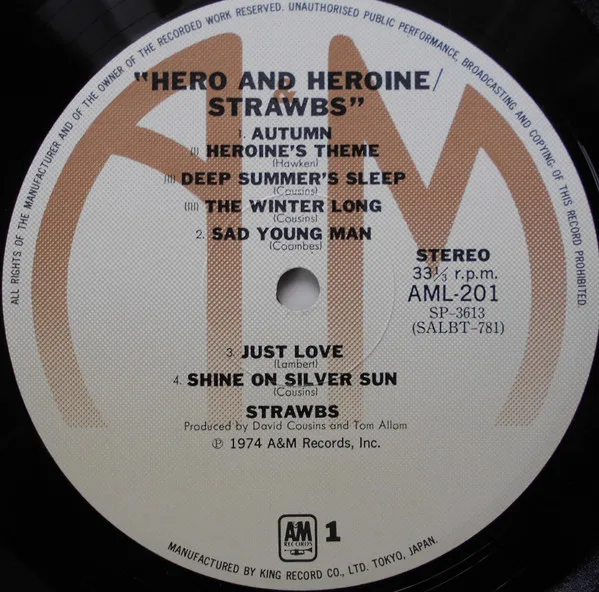 ALL RIGHTS OF THE MANUFACTURER AND OF THE OWNER OF THE RECORDED WORK RESERVED. UNAUTHORISED PUBLIC PERFORMANCE, BROADCASTING AND COPYING OF THIS RECORD PROHIBITED.
"HERO AND HEROINE/
STRAWBS"
1. AUTUMN
(I) HEROINE'S THEME
(Hawken)
(II) DEEP SUMMER'S SLEEP
(Cousins)
(III) THE WINTER LONG
(Cousins)
2. SAD YOUNG MAN
(Coombes)
STEREO
33 1/3 r.p.m.
AML-201
SP-3613
(SALBT-781)
3. JUST LOVE
(Lambert)
4. SHINE ON SILVER SUN
(Cousins)
STRAWBS
Produced by David Cousins and Tom Allom
℗ 1974 A&M Records, Inc.
A&M
RECORDS
1
MANUFACTURED BY KING RECORD CO., LTD. TOKYO, JAPAN.